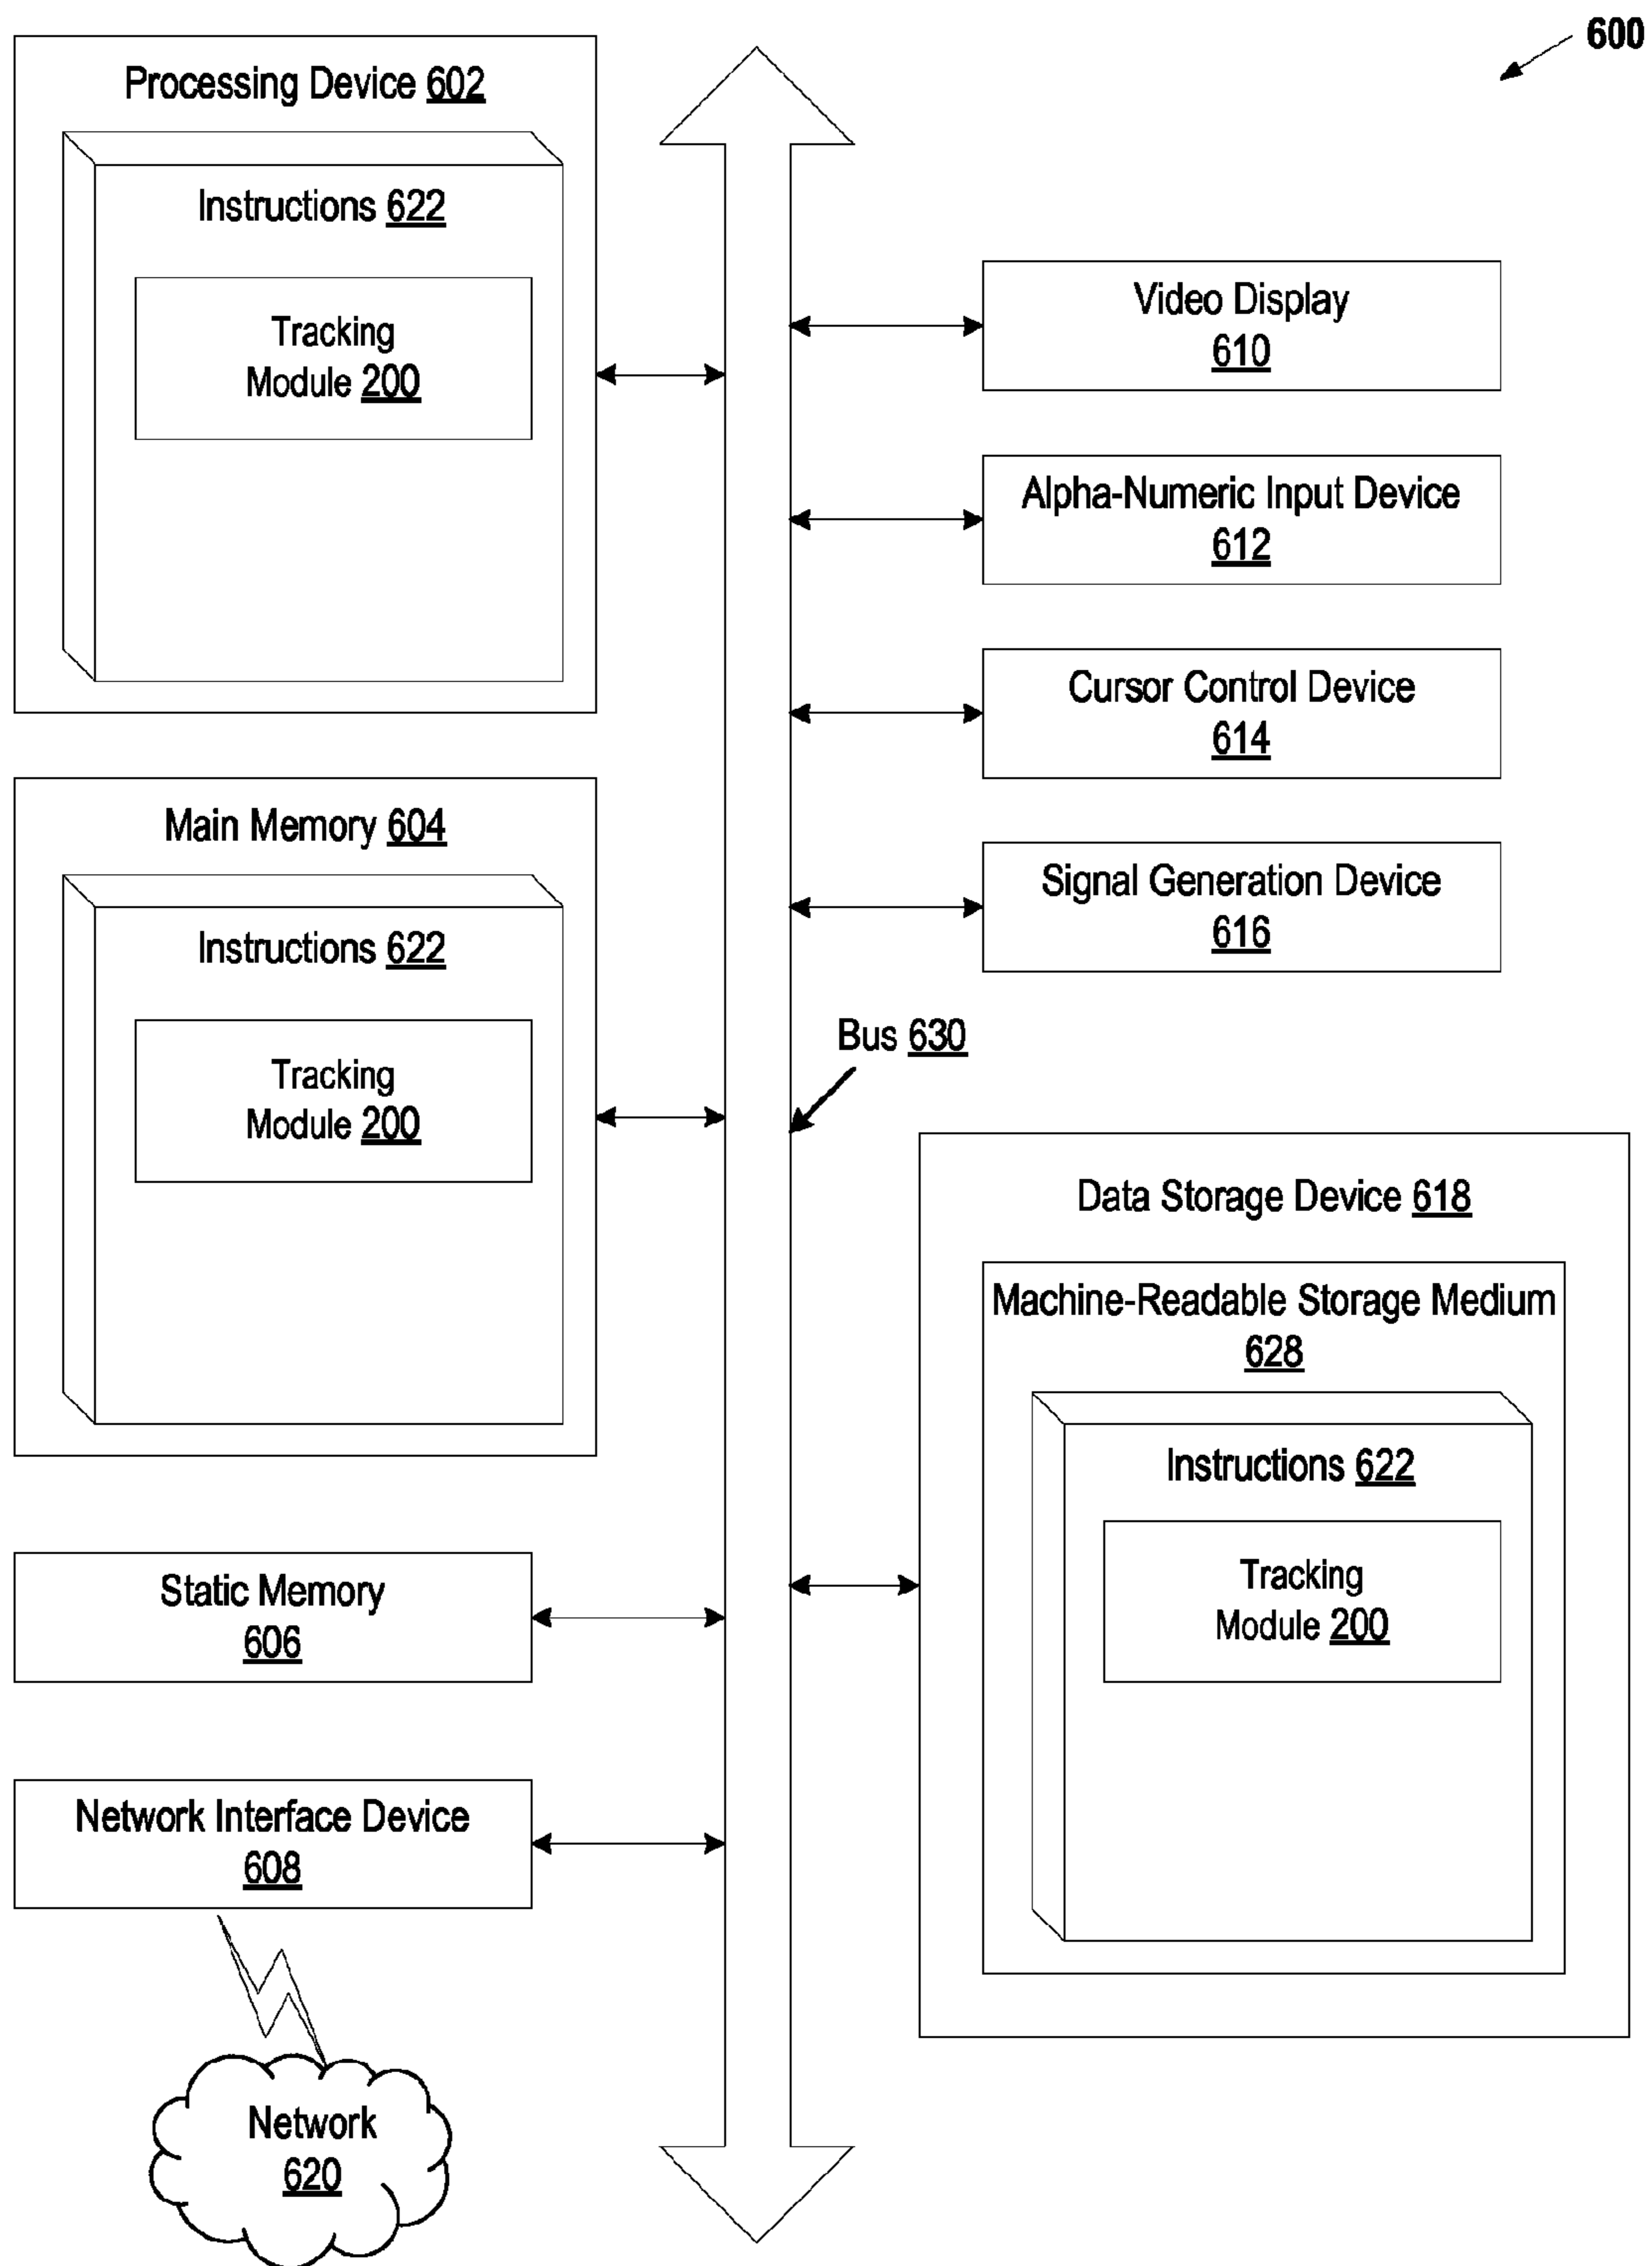 600
Processing Device 602
Instructions 622
Tracking
Module 200
Video Display
610
Alpha-Numeric Input Device
612
Cursor Control Device
614
Main Memory 604
Instructions 622
Tracking
Module 200
Signal Generation Device
616
Bus 630
Data Storage Device 618
Machine-Readable Storage Medium
628
Instructions 622
Tracking
Module 200
Static Memory
606
Network Interface Device
608
Network
620